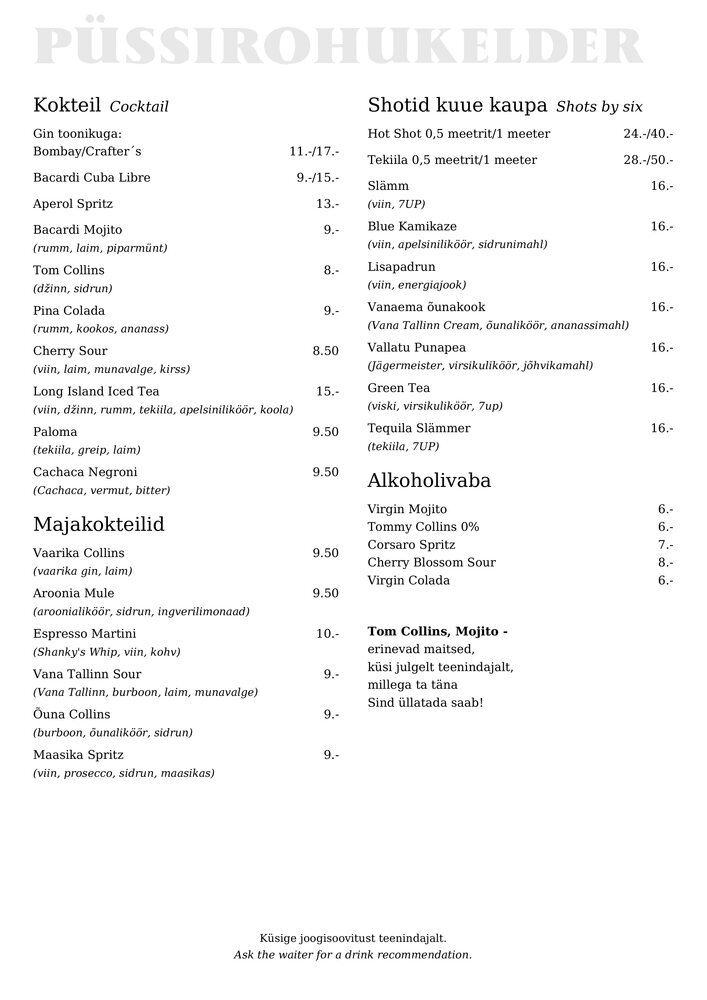 PÜSSIROHUKELDER
Kokteil Cocktail
Gin toonikuga:
Bombay/Crafter´s 11.-/17.-
Bacardi Cuba Libre 9.-/15.-
Aperol Spritz 13.-
Bacardi Mojito 9.-
(rumm, laim, piparmünt)
Tom Collins 8.-
(džinn, sidrun)
Pina Colada 9.-
(rumm, kookos, ananass)
Cherry Sour 8.50
(viin, laim, munavalge, kirss)
Long Island Iced Tea 15.-
(viin, džinn, rumm, tekiila, apelsiniliköör, koola)
Paloma 9.50
(tekiila, greip, laim)
Cachaca Negroni 9.50
(Cachaca, vermut, bitter)
Majakokteilid
Vaarika Collins 9.50
(vaarika gin, laim)
Aroonia Mule 9.50
(aroonialiköör, sidrun, ingverilimonaad)
Espresso Martini 10.-
(Shanky's Whip, viin, kohv)
Vana Tallinn Sour 9.-
(Vana Tallinn, burboon, laim, munavalge)
Õuna Collins 9.-
(burboon, õunaliköör, sidrun)
Maasika Spritz 9.-
(viin, prosecco, sidrun, maasikas)
Shotid kuue kaupa Shots by six
Hot Shot 0,5 meetrit/1 meeter 24.-/40.-
Tekiila 0,5 meetrit/1 meeter 28.-/50.-
Slämm 16.-
(viin, 7UP)
Blue Kamikaze 16.-
(viin, apelsiniliköör, sidrunimahl)
Lisapadrun 16.-
(viin, energiajook)
Vanaema õunakook 16.-
(Vana Tallinn Cream, õunaliköör, ananassimahl)
Vallatu Punapea 16.-
(Jägermeister, virsikuliköör, jõhvikamahl)
Green Tea 16.-
(viski, virsikuliköör, 7up)
Tequila Slämmer 16.-
(tekiila, 7UP)
Alkoholivaba
Virgin Mojito 6.-
Tommy Collins 0% 6.-
Corsaro Spritz 7.-
Cherry Blossom Sour 8.-
Virgin Colada 6.-
Tom Collins, Mojito -
erinevad maitsed,
küsi julgelt teenindajalt,
millega ta täna
Sind üllatada saab!
Küsige joogisoovitust teenindajalt.
Ask the waiter for a drink recommendation.